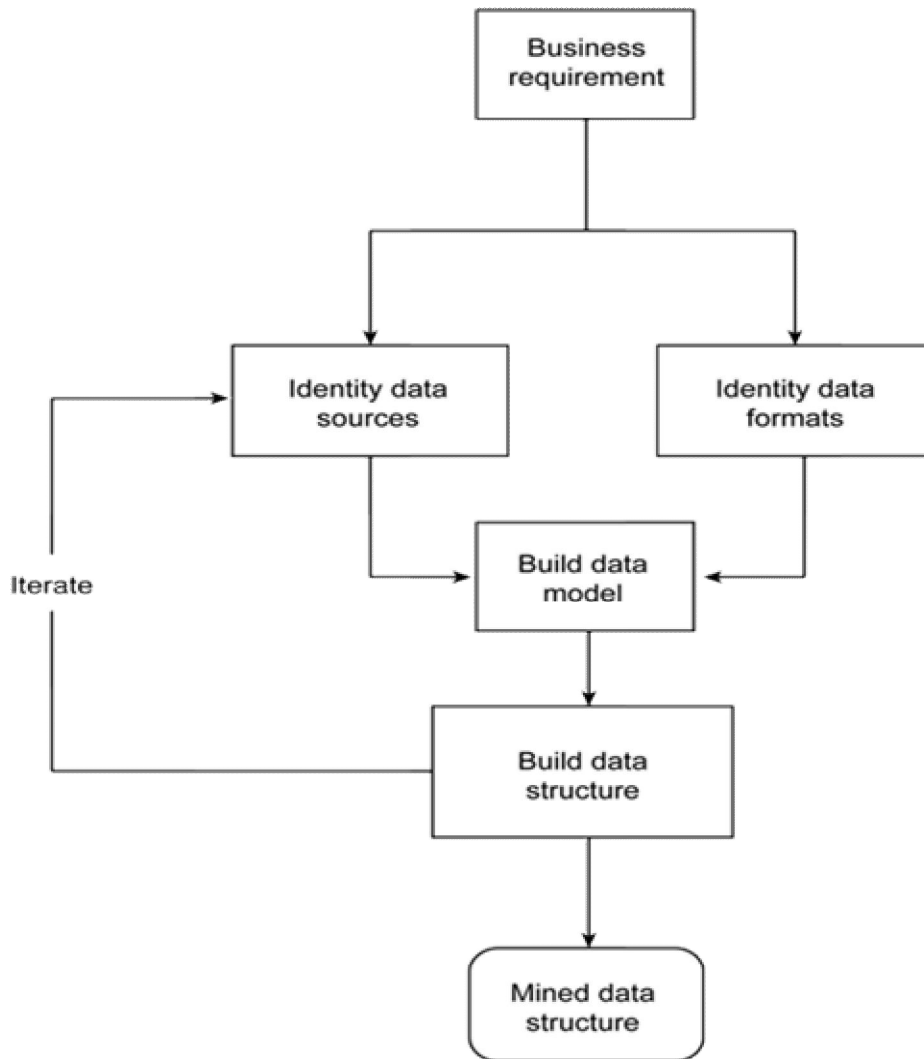 Business
requirement
Identity data
sources
Identity data
formats
Build data
model
Iterate
Build data
structure
Mined data
structure